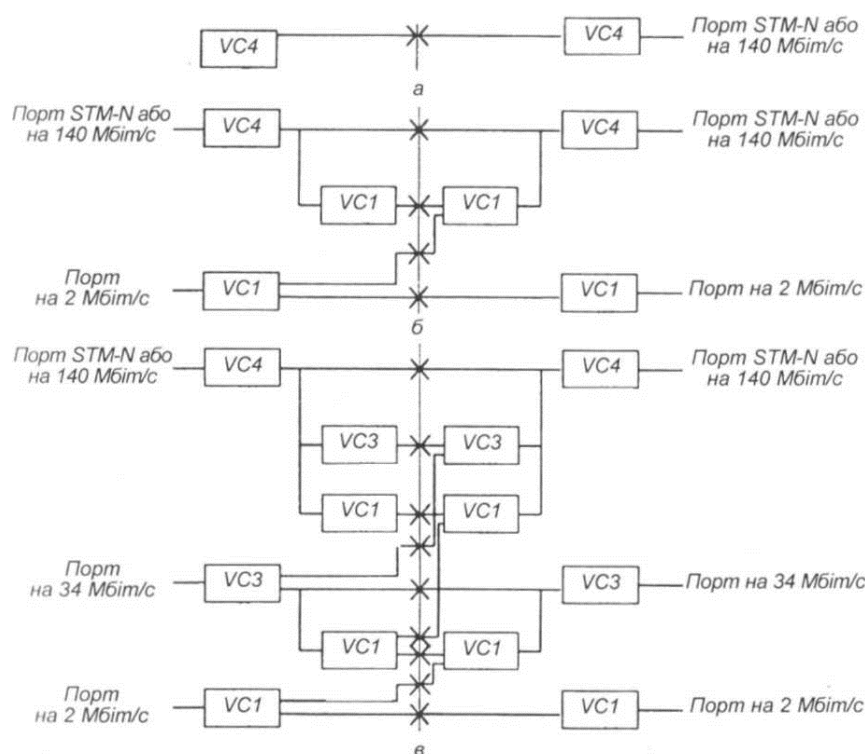 VC4 VC4 Порт STM-N або
на 140 Мбіт/с
а
Порт STM-N або
на 140 Мбіт/с
VC4 VC4 Порт STM-N або
на 140 Мбіт/с
VC1 VC1
Порт
на 2 Мбіт/с
VC1 VC1 Порт на 2 Мбіт/с
б
Порт STM-N або
на 140 Мбіт/с
VC4 VC4 Порт STM-N або
на 140 Мбіт/с
VC3 VC3
VC1 VC1
Порт
на 34 Мбіт/с
VC3 VC3 Порт на 34 Мбіт/с
VC1 VC1
Порт
на 2 Мбіт/с
VC1 VC1 Порт на 2 Мбіт/с
в